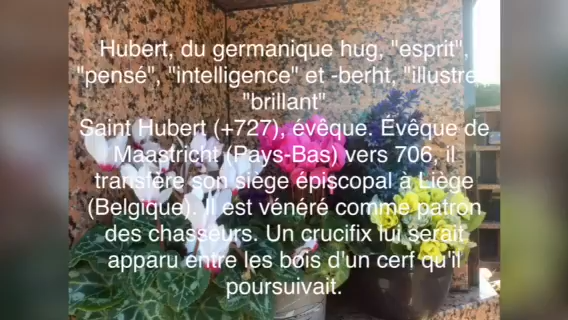 Hubert, du germanique hug, "esprit",
"pensé", "intelligence" et -berht, "illustre",
"brillant"
Saint Hubert (+727), évêque. Évêque de
Maastricht (Pays-Bas) vers 706, il
transfère son siège épiscopal à Liège
(Belgique). Il est vénéré comme patron
des chasseurs. Un crucifix lui serait
apparu entre les bois d'un cerf qu'il
poursuivait.